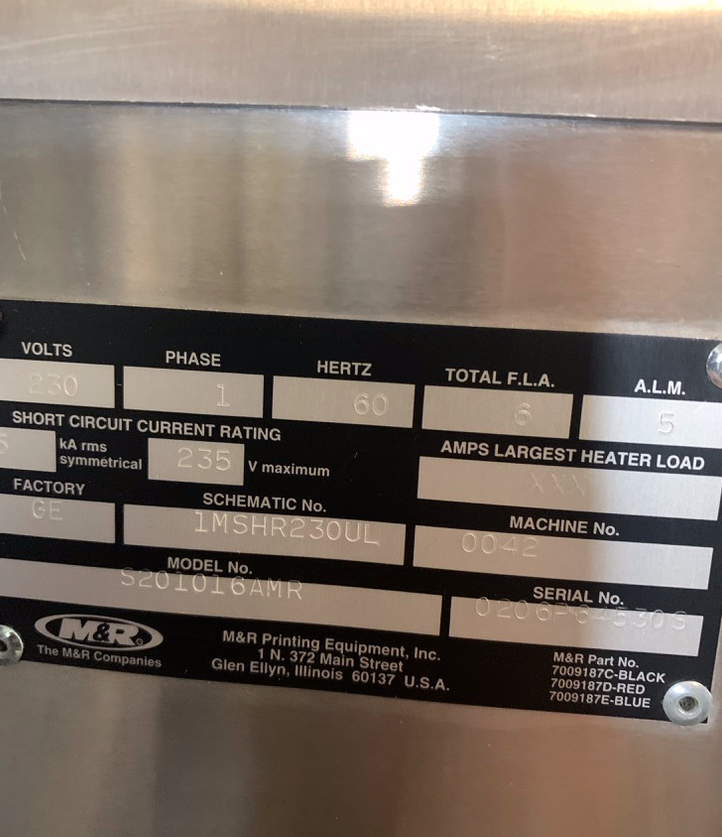 VOLTS PHASE HERTZ TOTAL F.L.A. A.L.M.
230 1 60 6 5
SHORT CIRCUIT CURRENT RATING AMPS LARGEST HEATER LOAD
5 kA rms symmetrical 235 V maximum XXX
FACTORY SCHEMATIC No. MACHINE No.
GE 1MSHR230UL 0042
MODEL No. SERIAL No.
S201016AMR
M&R
The M&R Companies
M&R Printing Equipment, Inc.
1 N. 372 Main Street
Glen Ellyn, Illinois 60137 U.S.A.
M&R Part No.
7009187C-BLACK
7009187D-RED
7009187E-BLUE